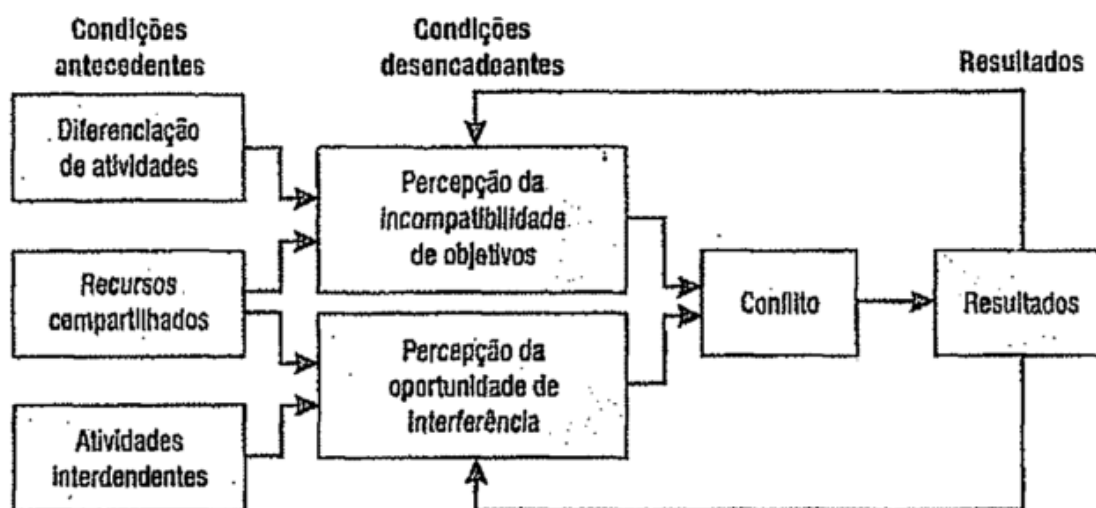 Condições
antecedentes
Condições
desencadeantes
Resultados
Diferenciação
de atividades
Percepção da
incompatibilidade
de objetivos
Recursos
compartilhados
Conflito
Resultados
Percepção da
oportunidade de
interferência
Atividades
interdendentes